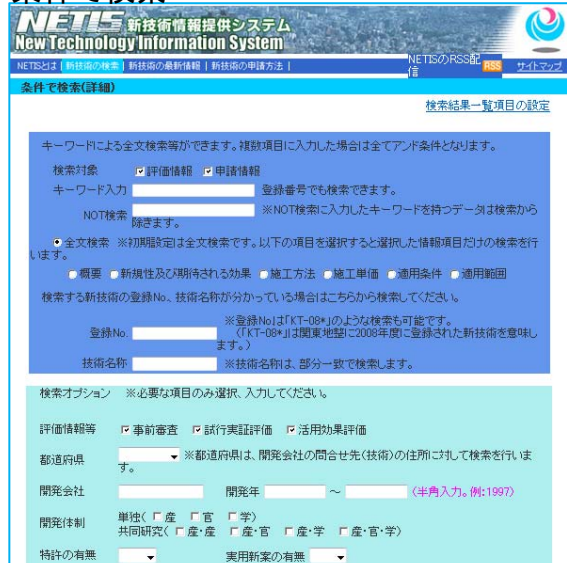 条件で検索
NETIS 新技術情報提供システム
New Technology Information System
NETISとは | 新技術の検索 | 新技術の最新情報 | 新技術の申請方法 |
NETISのRSS配信 RSS サイトマップ
条件で検索(詳細)
検索結果一覧項目の設定
キーワードによる全文検索等ができます。複数項目に入力した場合は全てアンド条件となります。
検索対象 評価情報 申請情報
キーワード入力 登録番号でも検索できます。
NOT検索 ※NOT検索に入力したキーワードを持つデータは検索から
除きます。
全文検索 ※初期設定は全文検索です。以下の項目を選択すると選択した情報項目だけの検索を行
います。
概要 新規性及び期待される効果 施工方法 施工単価 適用条件 適用範囲
検索する新技術の登録No、技術名称が分かっている場合はこちらから検索してください。
登録No. ※登録Noは「KT-08*」のような検索も可能です。
(「KT-08*」は関東地整に2008年度に登録された新技術を意味し
ます。)
技術名称 ※技術名称は、部分一致で検索します。
検索オプション ※必要な項目のみ選択、入力してください。
評価情報等 事前審査 試行実証評価 活用効果評価
都道府県 ※都道府県は、開発会社の問合せ先(技術)の住所に対して検索を行いま
す。
開発会社 開発年 ~ (半角入力。例:1997)
開発体制 単独( 産 官 学)
共同研究( 産・産 産・官 産・学 産・官・学)
特許の有無 実用新案の有無